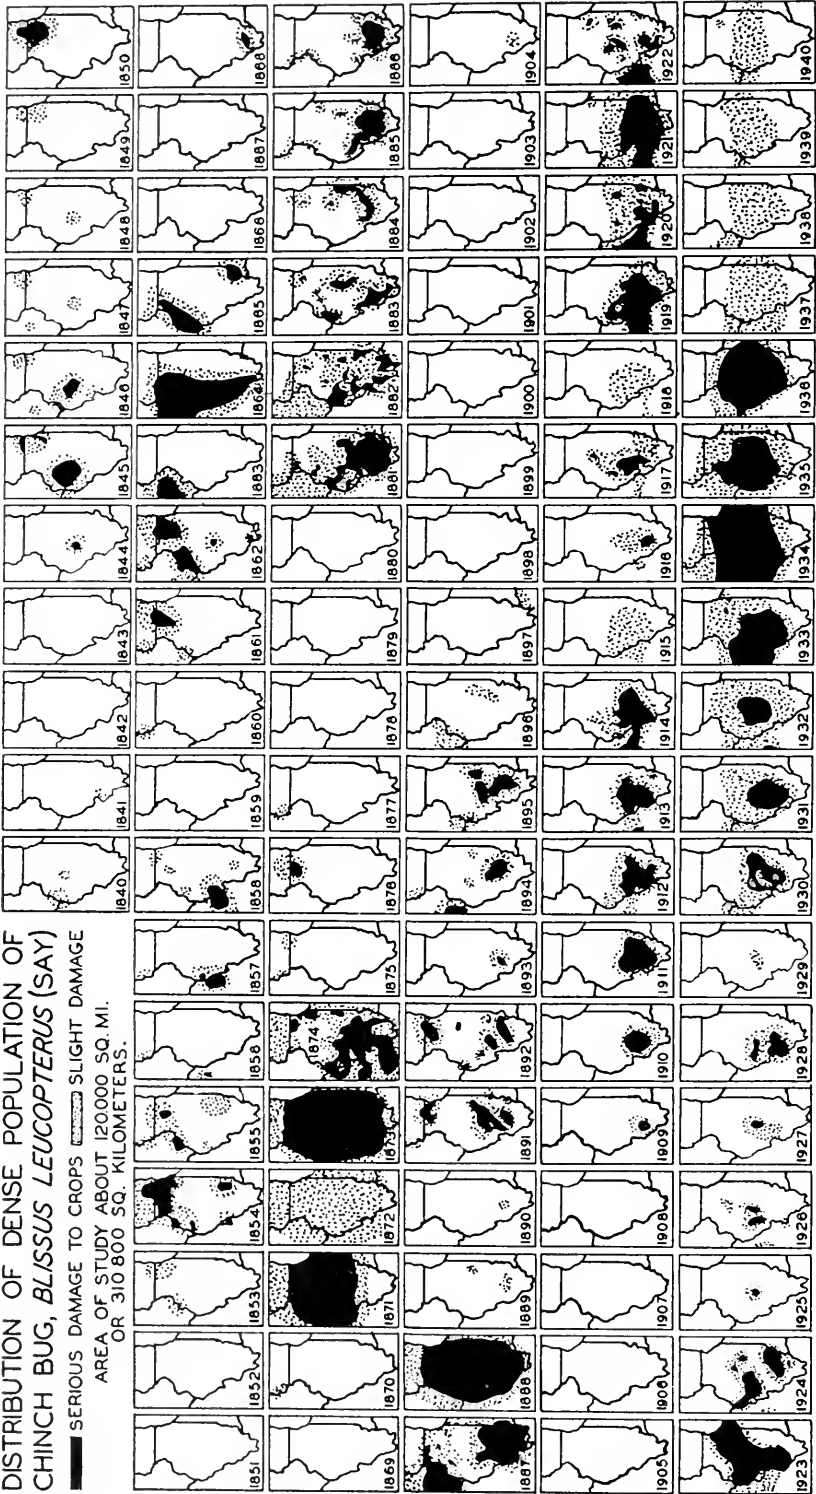 DISTRIBUTION OF DENSE POPULATION OF
CHINCH BUG, BLISSUS LEUCOPTERUS (SAY)
SERIOUS DAMAGE TO CROPS SLIGHT DAMAGE
AREA OF STUDY ABOUT 120,000 SQ. MI.
OR 310 800 SQ. KILOMETERS.
1840 1841 1842 1843 1844 1845 1846 1847 1848 1849 1850
1851 1852 1853 1854 1855 1856 1857 1858 1859 1860 1861 1862 1863 1864 1865 1866 1867 1868
1869 1870 1871 1872 1873 1874 1875 1876 1877 1878 1879 1880 1881 1882 1883 1884 1885 1886
1887 1888 1889 1890 1891 1892 1893 1894 1895 1896 1897 1898 1899 1900 1901 1902 1903 1904
1905 1906 1907 1908 1909 1910 1911 1912 1913 1914 1915 1916 1917 1918 1919 1920 1921 1922
1923 1924 1925 1926 1927 1928 1929 1930 1931 1932 1933 1934 1935 1936 1937 1938 1939 1940